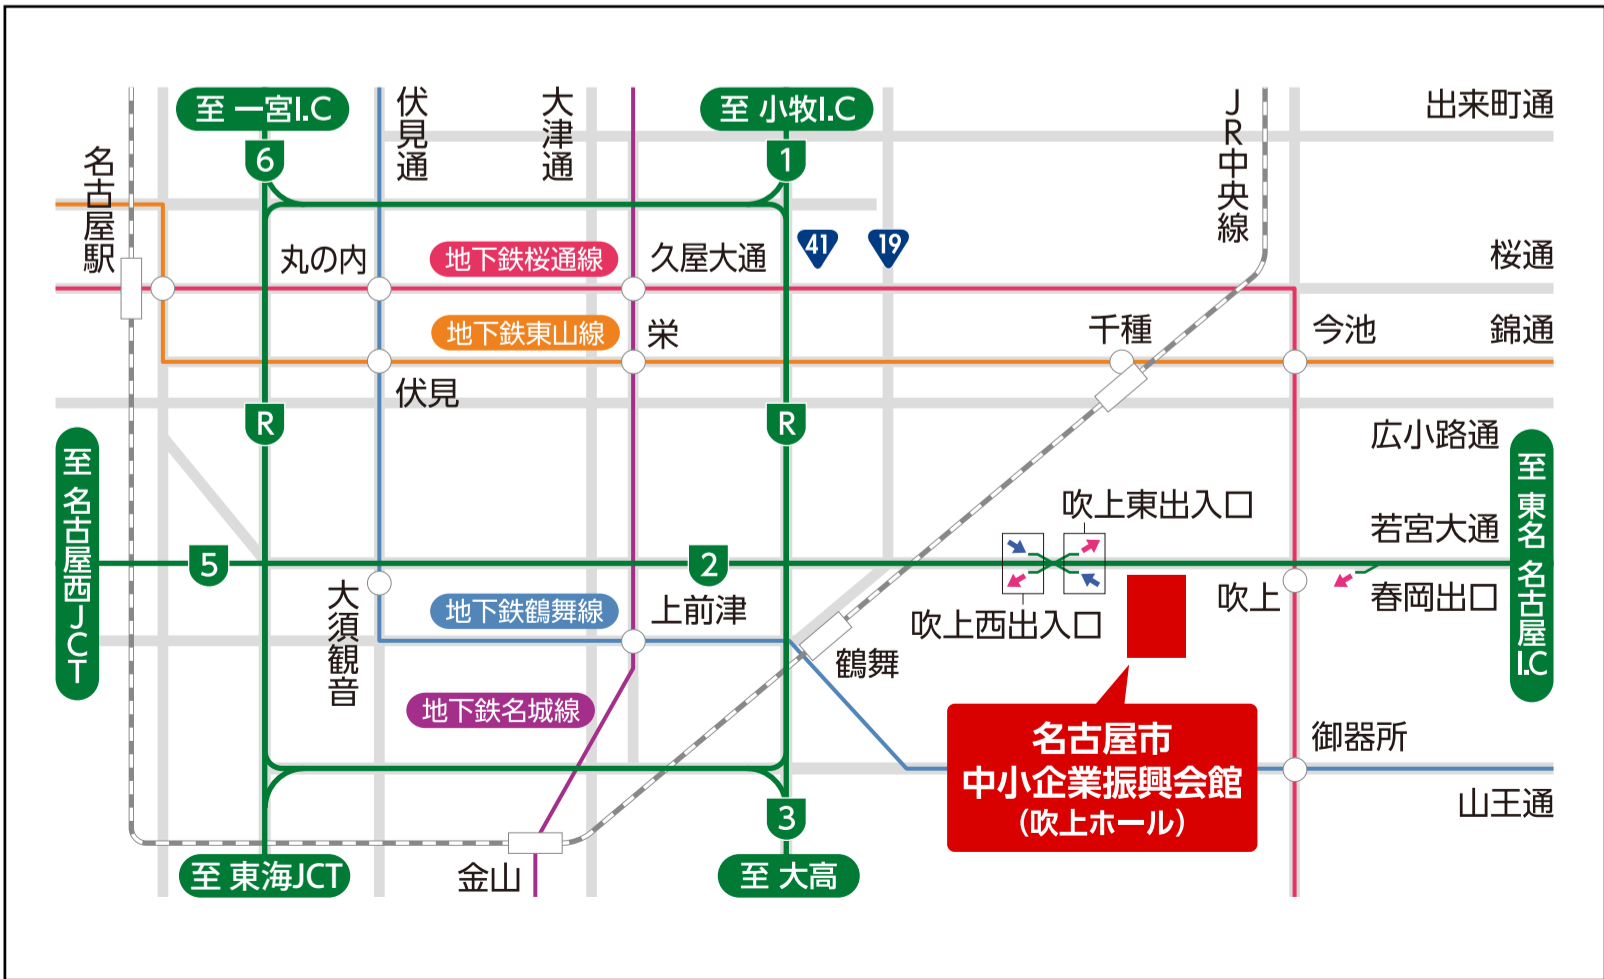 至 一宮I.C
伏見通
大津通
至 小牧I.C
JR中央線
出来町通
6
1
名古屋駅
丸の内
地下鉄桜通線
久屋大通
41
19
桜通
地下鉄東山線
栄
千種
今池
錦通
伏見
R
R
広小路通
至 名古屋西JCT
至 東名 名古屋I.C
吹上東出入口
若宮大通
5
2
大須観音
地下鉄鶴舞線
上前津
吹上西出入口
吹上
春岡出口
鶴舞
地下鉄名城線
名古屋市
中小企業振興会館
（吹上ホール）
御器所
山王通
3
至 東海JCT
金山
至 大高